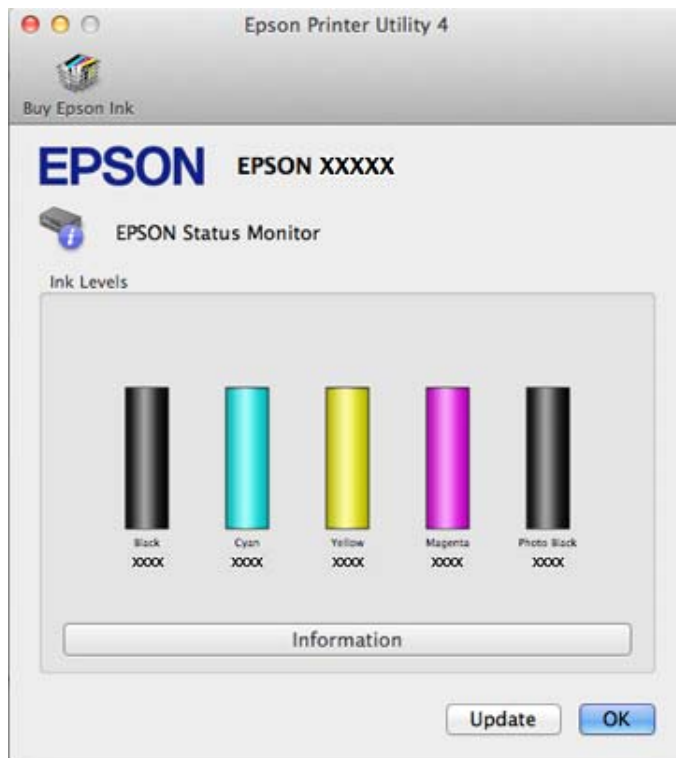 Epson Printer Utility 4
Buy Epson Ink
EPSON EPSON XXXXX
EPSON Status Monitor
Ink Levels
Black Cyan Yellow Magenta Photo Black
XXXX XXXX XXXX XXXX XXXX
Information
Update OK